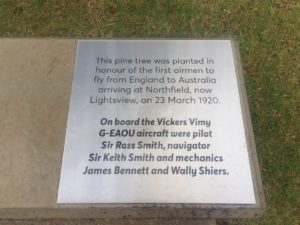 This pine tree was planted in
honour of the first airmen to
fly from England to Australia
arriving at Northfield, now
Lightsview, on 23 March 1920.
On board the Vickers Vimy
G-EAOU aircraft were pilot
Sir Ross Smith, navigator
Sir Keith Smith and mechanics
James Bennett and Wally Shiers.